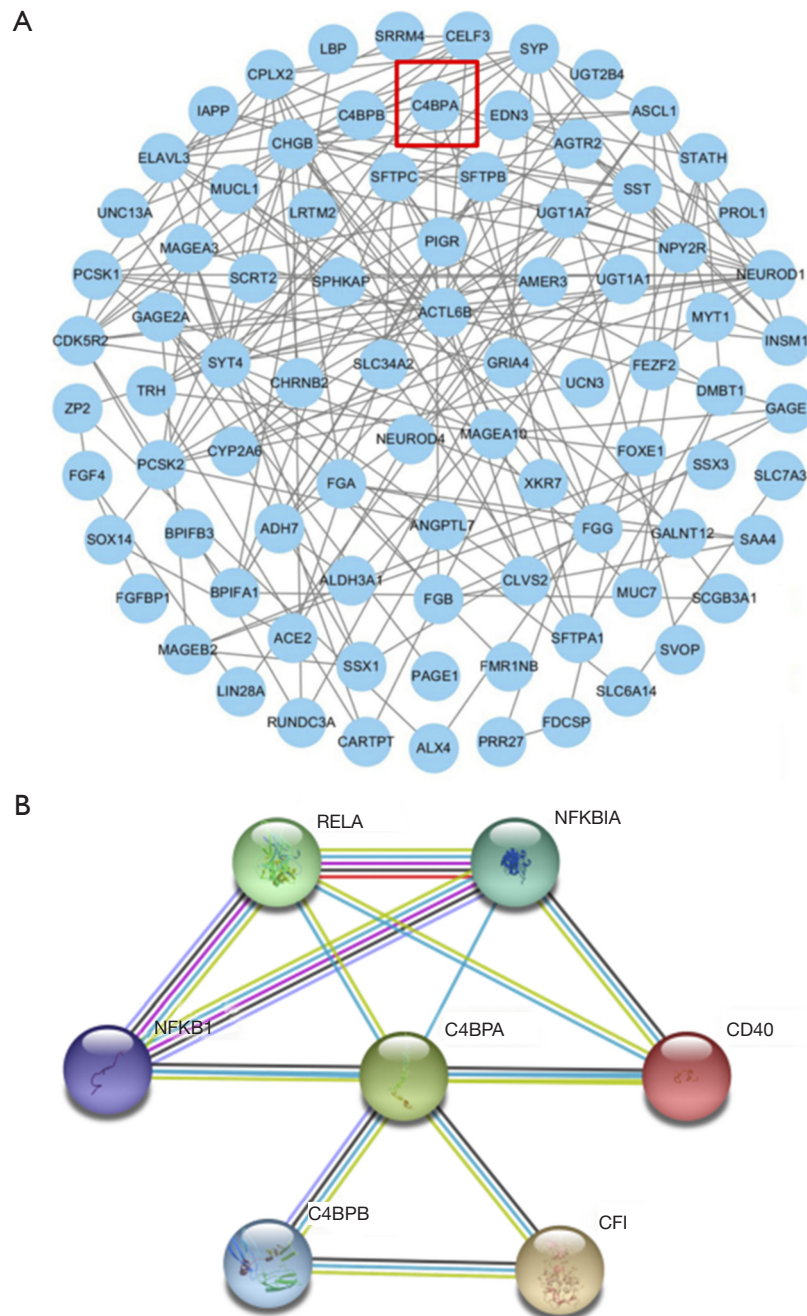 A
SRRM4
CELF3
LBP
SYP
CPLX2
UGT2B4
C4BPA
IAPP
C4BPB
EDN3
ASCL1
CHGB
AGTR2
ELAVL3
STATH
SFTPC
SFTPB
MUCL1
SST
UNC13A
LRTM2
UGT1A7
PROL1
PIGR
MAGEA3
NPY2R
PCSK1
SCRT2
SPHKAP
AMER3
UGT1A1
NEUROD1
GAGE2A
ACTL6B
MYT1
CDK5R2
INSM1
SYT4
SLC34A2
GRIA4
FEZF2
TRH
CHRNB2
UCN3
DMBT1
ZP2
GAGE
NEUROD4
MAGEA10
PCSK2
CYP2A6
FOXE1
SSX3
FGF4
FGA
XKR7
SLC7A3
SOX14
BPIFB3
ADH7
ANGPTL7
FGG
GALNT12
SAA4
FGFBP1
BPIFA1
ALDH3A1
FGB
CLVS2
MUC7
SCGB3A1
MAGEB2
ACE2
SFTPA1
SSX1
PAGE1
FMR1NB
SVOP
LIN28A
SLC6A14
RUNDC3A
CARTPT
ALX4
PRR27
FDCSP
B
RELA
NFKBIA
NFKB1
C4BPA
CD40
C4BPB
CFI